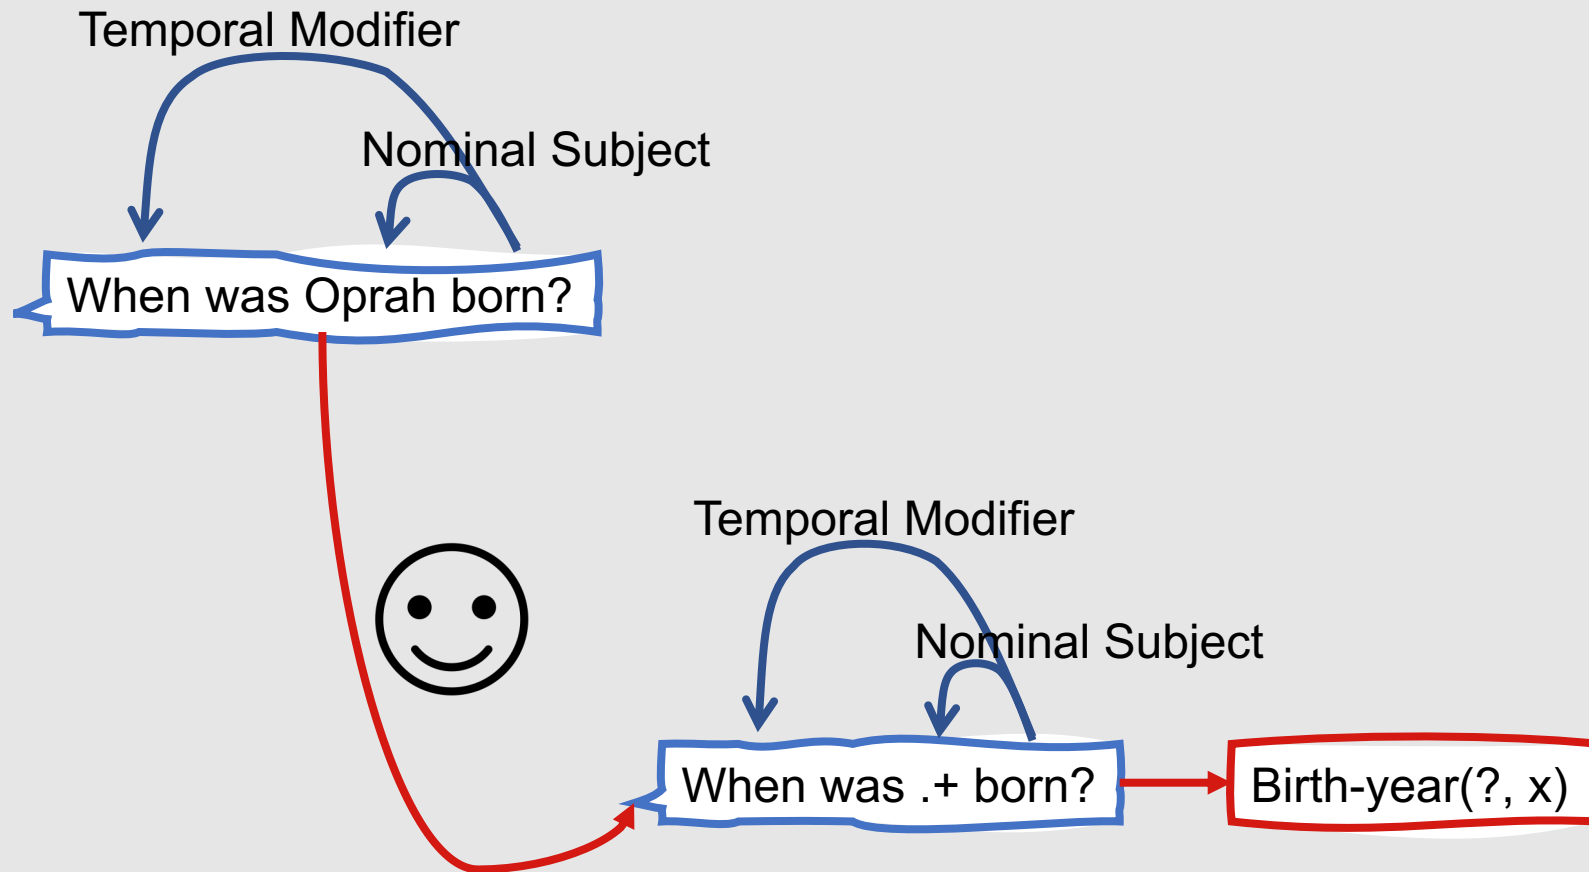 Temporal Modifier
Nominal Subject
When was Oprah born?
Temporal Modifier
Nominal Subject
When was .+ born?
Birth-year(?, x)